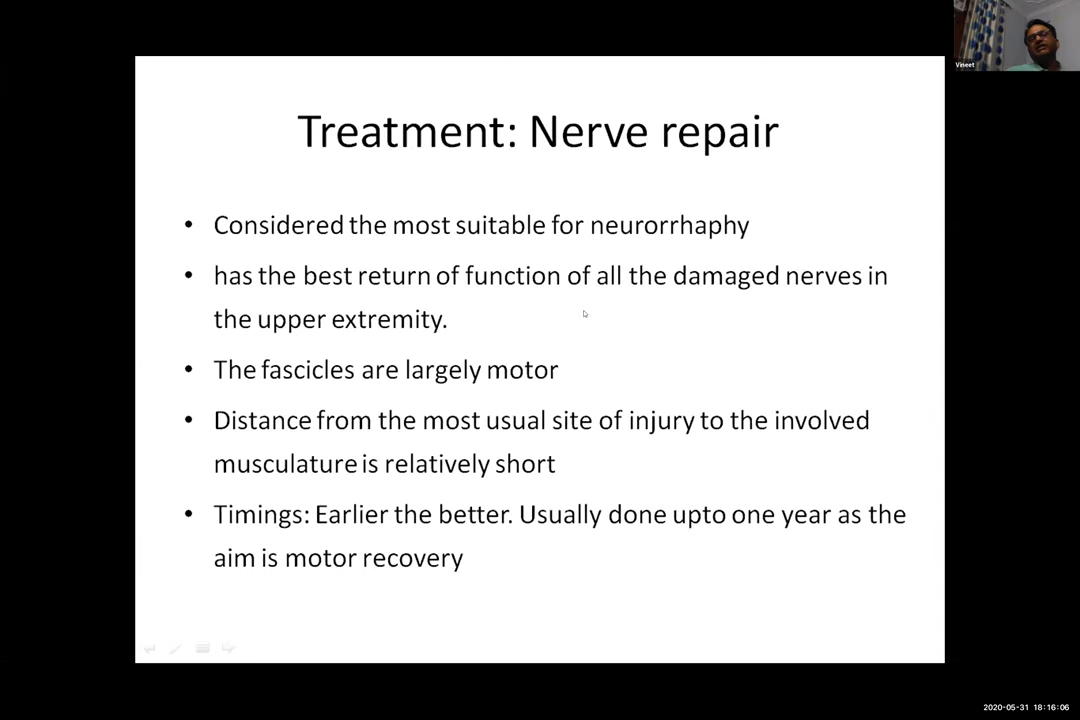 Vineet
Treatment: Nerve repair
• Considered the most suitable for neurorrhaphy
• has the best return of function of all the damaged nerves in
the upper extremity.
• The fascicles are largely motor
• Distance from the most usual site of injury to the involved
musculature is relatively short
• Timings: Earlier the better. Usually done upto one year as the
aim is motor recovery
2020-05-31 18:16:06